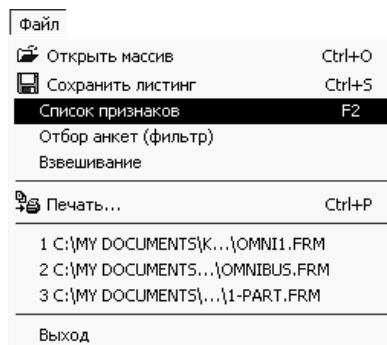 Файл
Открыть массив Ctrl+O
Сохранить листинг Ctrl+S
Список признаков F2
Отбор анкет (фильтр)
Взвешивание
Печать... Ctrl+P
1 C:\MY DOCUMENTS\K...\OMNI1.FRM
2 C:\MY DOCUMENTS...\OMNIBUS.FRM
3 C:\MY DOCUMENTS\...\1-PART.FRM
Выход